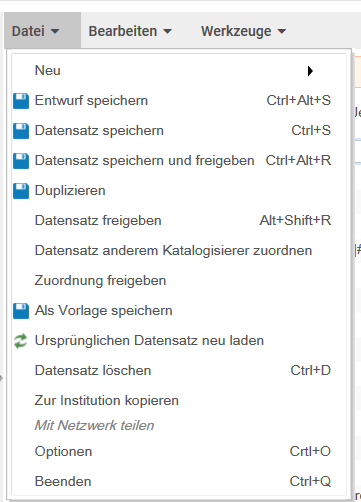 Datei Bearbeiten Werkzeuge
Neu
Entwurf speichern Ctrl+Alt+S
Datensatz speichern Ctrl+S
Datensatz speichern und freigeben Ctrl+Alt+R
Duplizieren
Datensatz freigeben Alt+Shift+R
Datensatz anderem Katalogisierer zuordnen
Zuordnung freigeben
Als Vorlage speichern
Ursprünglichen Datensatz neu laden
Datensatz löschen Ctrl+D
Zur Institution kopieren
Mit Netzwerk teilen
Optionen Crtl+O
Beenden Ctrl+Q